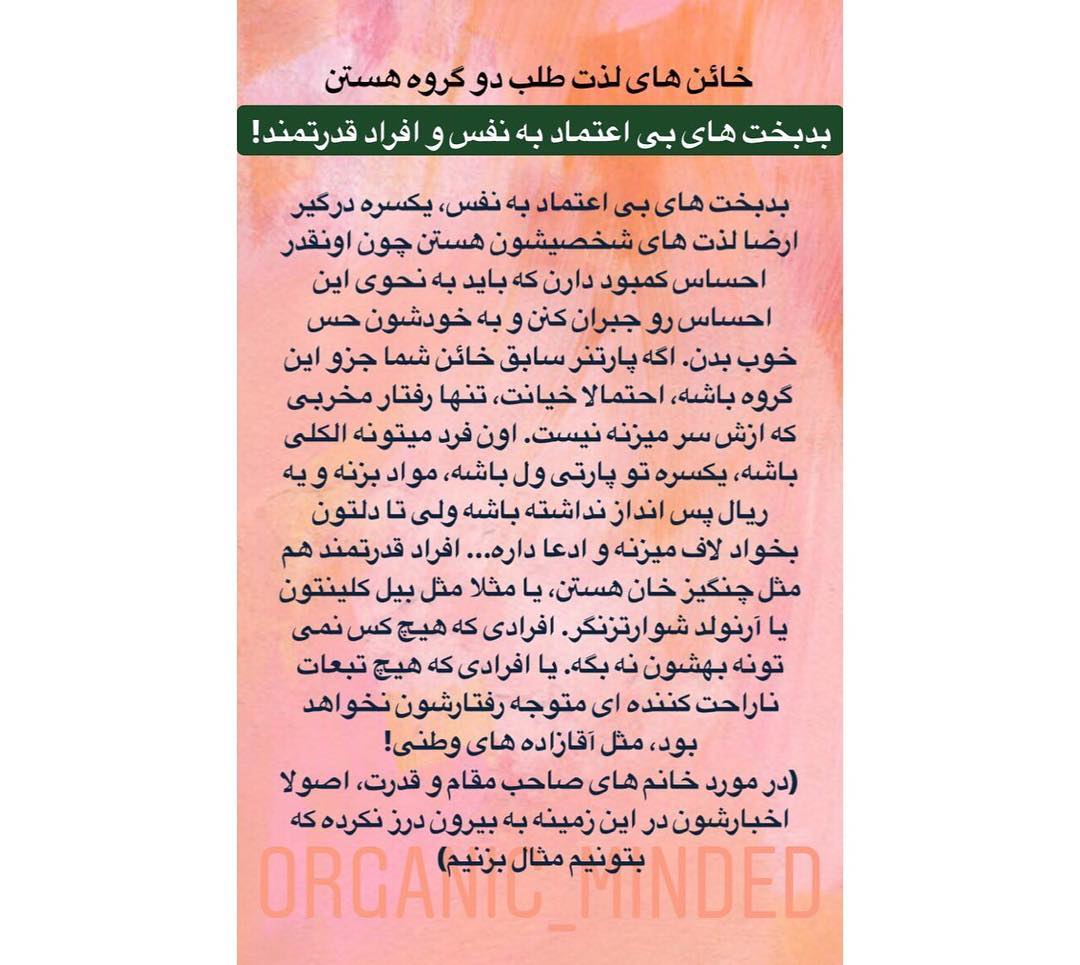 خائن های لذت طلب دو گروه هستن
بدبخت های بی اعتماد به نفس و افراد قدرتمند!
بدبخت های بی اعتماد به نفس، یکسره درگیر
ارضا لذت های شخصیشون هستن چون اونقدر
احساس کمبود دارن که باید به نحوی این
احساس رو جبران کنن و به خودشون حس
خوب بدن. اگه پارتنر سابق خائن شما جزو این
گروه باشه، احتمالا خیانت، تنها رفتار مخربی
که ازش سر میزنه نیست. اون فرد میتونه الکلی
باشه، یکسره تو پارتی ول باشه، مواد بزنه و یه
ریال پس انداز نداشته باشه ولی تا دلتون
بخواد لاف میزنه و ادعا داره... افراد قدرتمند هم
مثل چنگیز خان هستن، یا مثلا مثل بیل کلینتون
یا آرنولد شوارتزنگر. افرادی که هیچ کس نمی
تونه بهشون نه بگه. یا افرادی که هیچ تبعات
ناراحت کننده ای متوجه رفتارشون نخواهد
بود، مثل آقازاده های وطنی!
(در مورد خانم های صاحب مقام و قدرت، اصولا
اخبارشون در این زمینه به بیرون درز نکرده که
بتونیم مثال بزنیم)
ORGANIC_MINDED